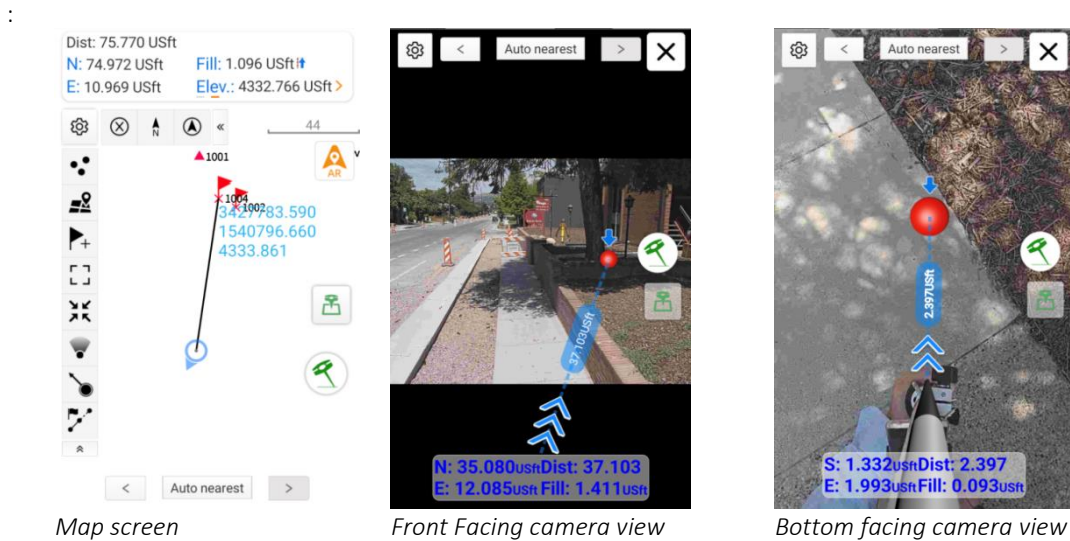 :
Dist: 75.770 USft
N: 74.972 USft Fill: 1.096 USft
E: 10.969 USft Elev.: 4332.766 USft >
N « 44
1001
AR
1004
1002
3427783.590
1540796.660
4333.861
< Auto nearest >
Map screen
< Auto nearest > X
37.103USft
N: 35.080USft Dist: 37.103
E: 12.085USft Fill: 1.411USft
Front Facing camera view
< Auto nearest > X
2.397USft
S: 1.332USft Dist: 2.397
E: 1.993USft Fill: 0.093USft
Bottom facing camera view